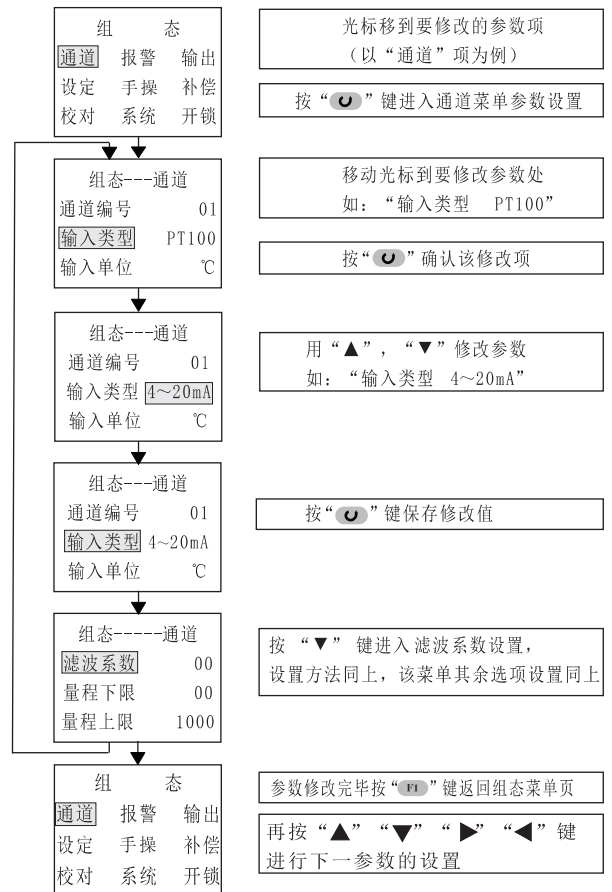 组 态
通道 报警 输出
设定 手操 补偿
校对 系统 开锁
光标移到要修改的参数项
（以“通道”项为例）
按“ ”键进入通道菜单参数设置
组态---通道
通道编号 01
输入类型 PT100
输入单位 ℃
移动光标到要修改参数处
如：“输入类型 PT100”
按“ ”确认该修改项
组态---通道
通道编号 01
输入类型 4～20mA
输入单位 ℃
用“▲”，“▼”修改参数
如：“输入类型 4～20mA”
组态---通道
通道编号 01
输入类型 4～20mA
输入单位 ℃
按“ ”键保存修改值
组态-----通道
滤波系数 00
量程下限 00
量程上限 1000
按 “▼” 键进入滤波系数设置，
设置方法同上，该菜单其余选项设置同上
组 态
通道 报警 输出
设定 手操 补偿
校对 系统 开锁
参数修改完毕按“F1”键返回组态菜单页
再按“▲”“▼”“▶”“◀”键
进行下一参数的设置